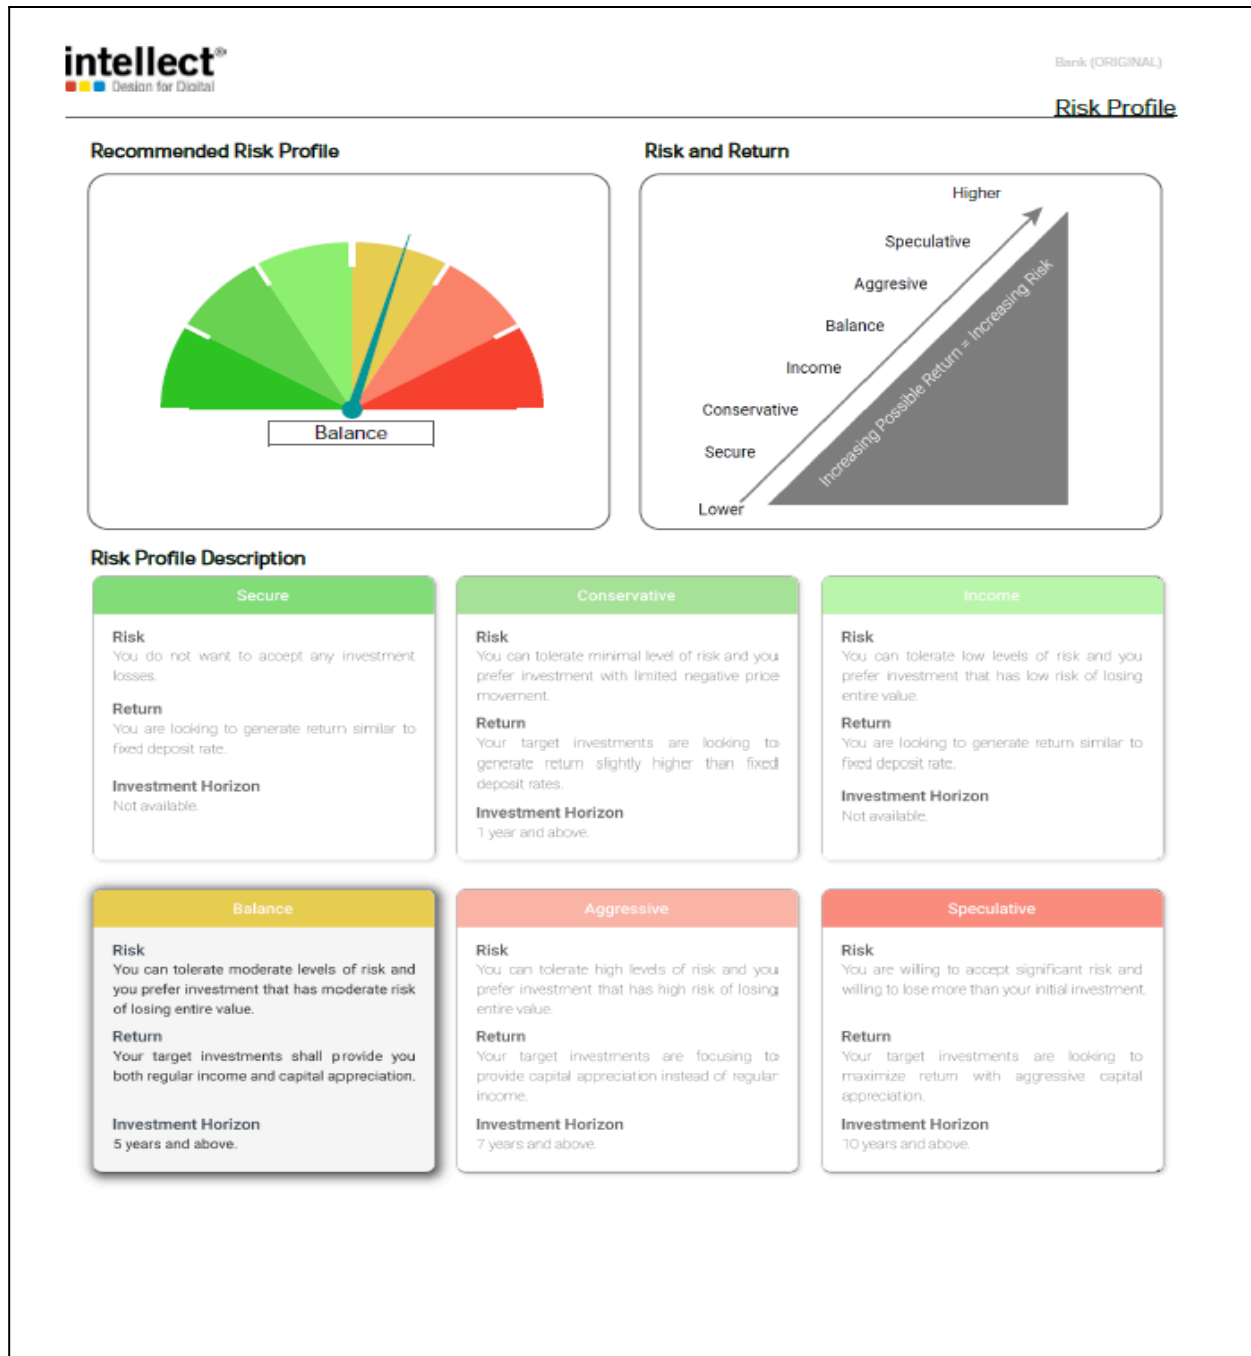 intellect®
Design for Digital
Bank (ORIGINAL)
Risk Profile
Recommended Risk Profile
Balance
Risk and Return
Higher
Speculative
Aggresive
Balance
Income
Conservative
Secure
Lower
Increasing Possible Return = Increasing Risk
Risk Profile Description
Secure
Risk
You do not want to accept any investment
losses.
Return
You are looking to generate return similar to
fixed deposit rate.
Investment Horizon
Not available.
Conservative
Risk
You can tolerate minimal level of risk and you
prefer investment with limited negative price
movement.
Return
Your target investments are looking to
generate return slightly higher than fixed
deposit rates.
Investment Horizon
1 year and above.
Income
Risk
You can tolerate low levels of risk and you
prefer investment that has low risk of losing
entire value.
Return
You are looking to generate return similar to
fixed deposit rate.
Investment Horizon
Not available.
Balance
Risk
You can tolerate moderate levels of risk and
you prefer investment that has moderate risk
of losing entire value.
Return
Your target investments shall provide you
both regular income and capital appreciation.
Investment Horizon
5 years and above.
Aggressive
Risk
You can tolerate high levels of risk and you
prefer investment that has high risk of losing
entire value.
Return
Your target investments are focusing to
provide capital appreciation instead of regular
income.
Investment Horizon
7 years and above.
Speculative
Risk
You are willing to accept significant risk and
willing to lose more than your initial investment.
Return
Your target investments are looking to
maximize return with aggressive capital
appreciation.
Investment Horizon
10 years and above.